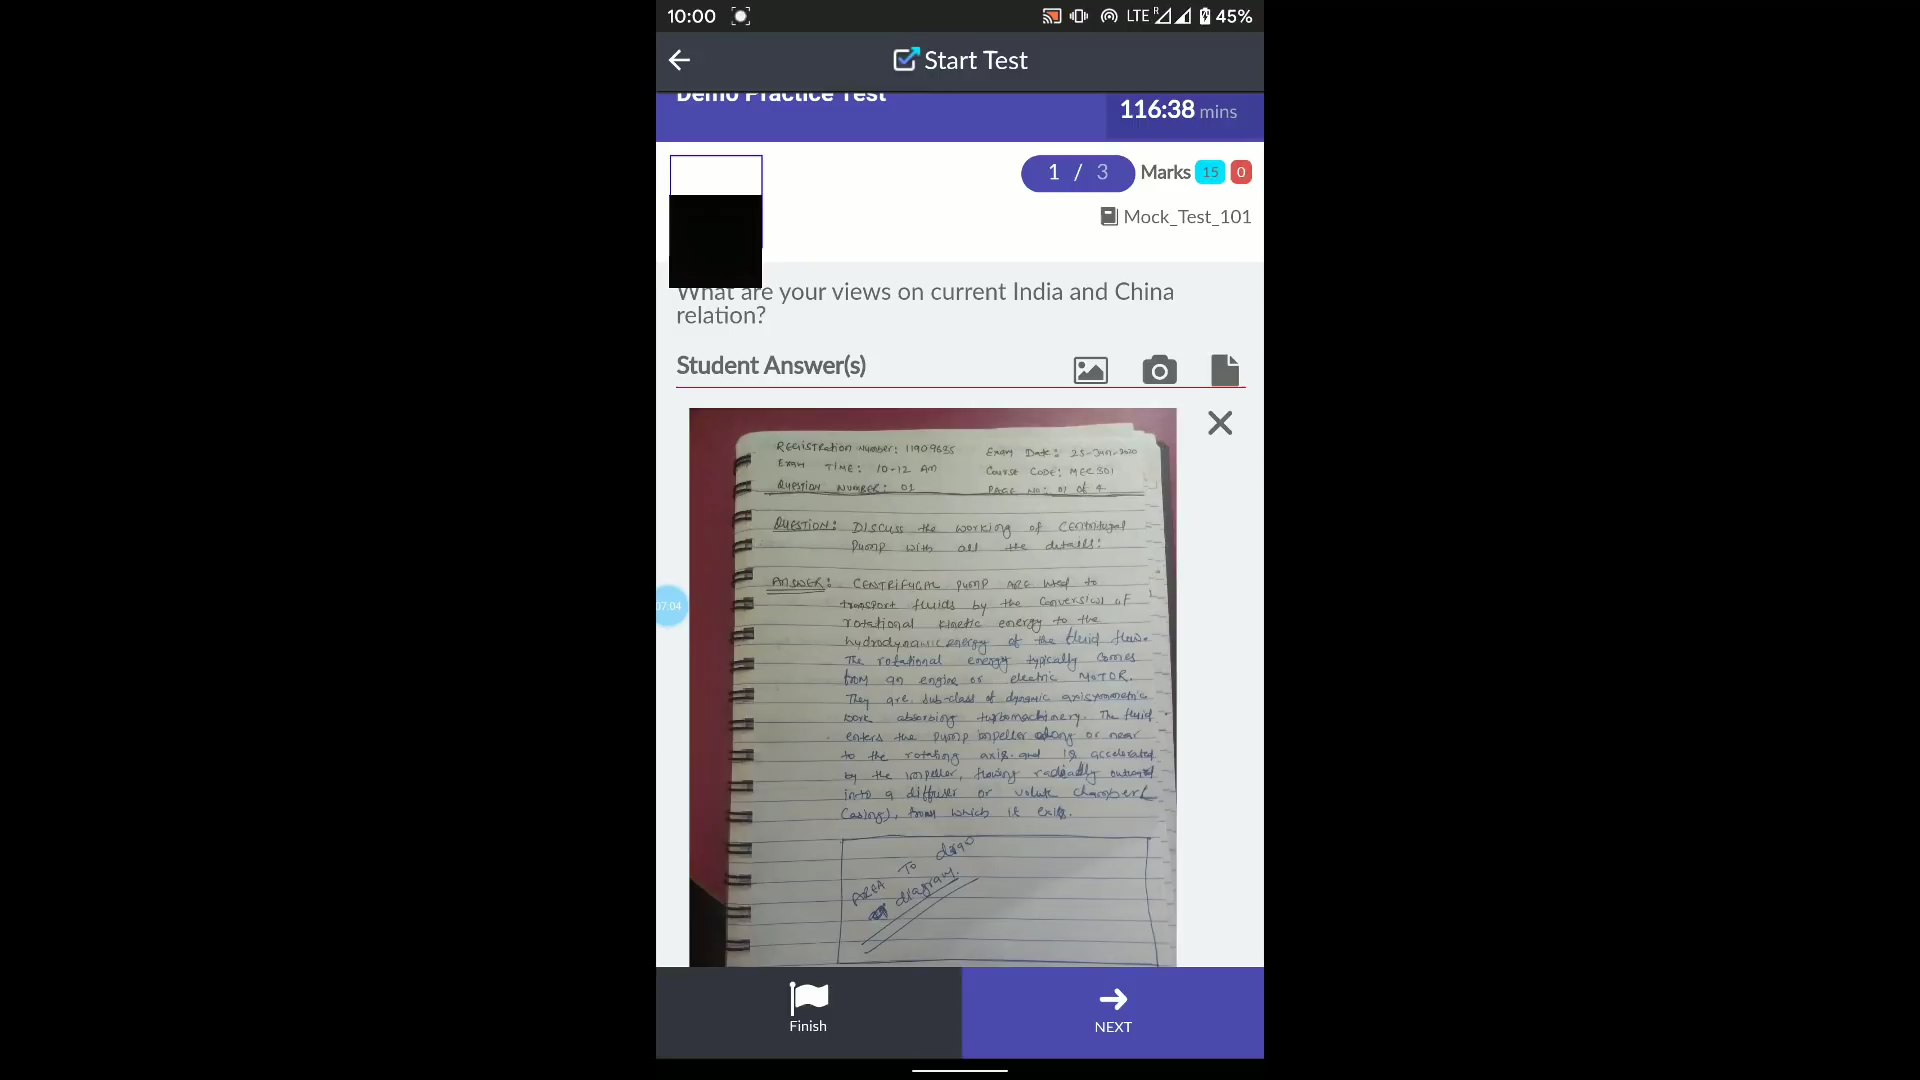 10:00 LTE R 45%
Start Test
Demo Practice Test
116:38 mins
1 / 3 Marks 15 0
Mock_Test_101
What are your views on current India and China
relation?
Student Answer(s)
REGiSTRation Number: 11909685 Exam Date: 25-Jun-2020
Exam TIME: 10-12 Am Course CODE: MEC301
QUESTION NUMBER: 01 PAGE NO: 01 of 4
QUESTION: DISCUSS the working of Centrifugal
Pump with all the details:
ANSWER: CENTRIFUGAL PUMP ARE used to
transport fluids by the conversion of
rotational kinetic energy to the
hydrodynamic energy of the fluid flow.
The rotational energy typically comes
from an engine or electric MOTOR.
They are sub-class of dynamic axisymmetric
work absorbing turbomachinery. The fluid
enters the pump impeller along or near
to the rotating axis and is accelerated
by the impeller, flowing radially outward
into a diffuser or volute chamber(
casing), from which it exits.
AREA TO draw
diagram.
07:04
Finish
NEXT